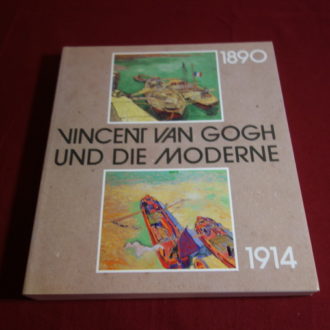 1890
VINCENT VAN GOGH
UND DIE MODERNE
1914